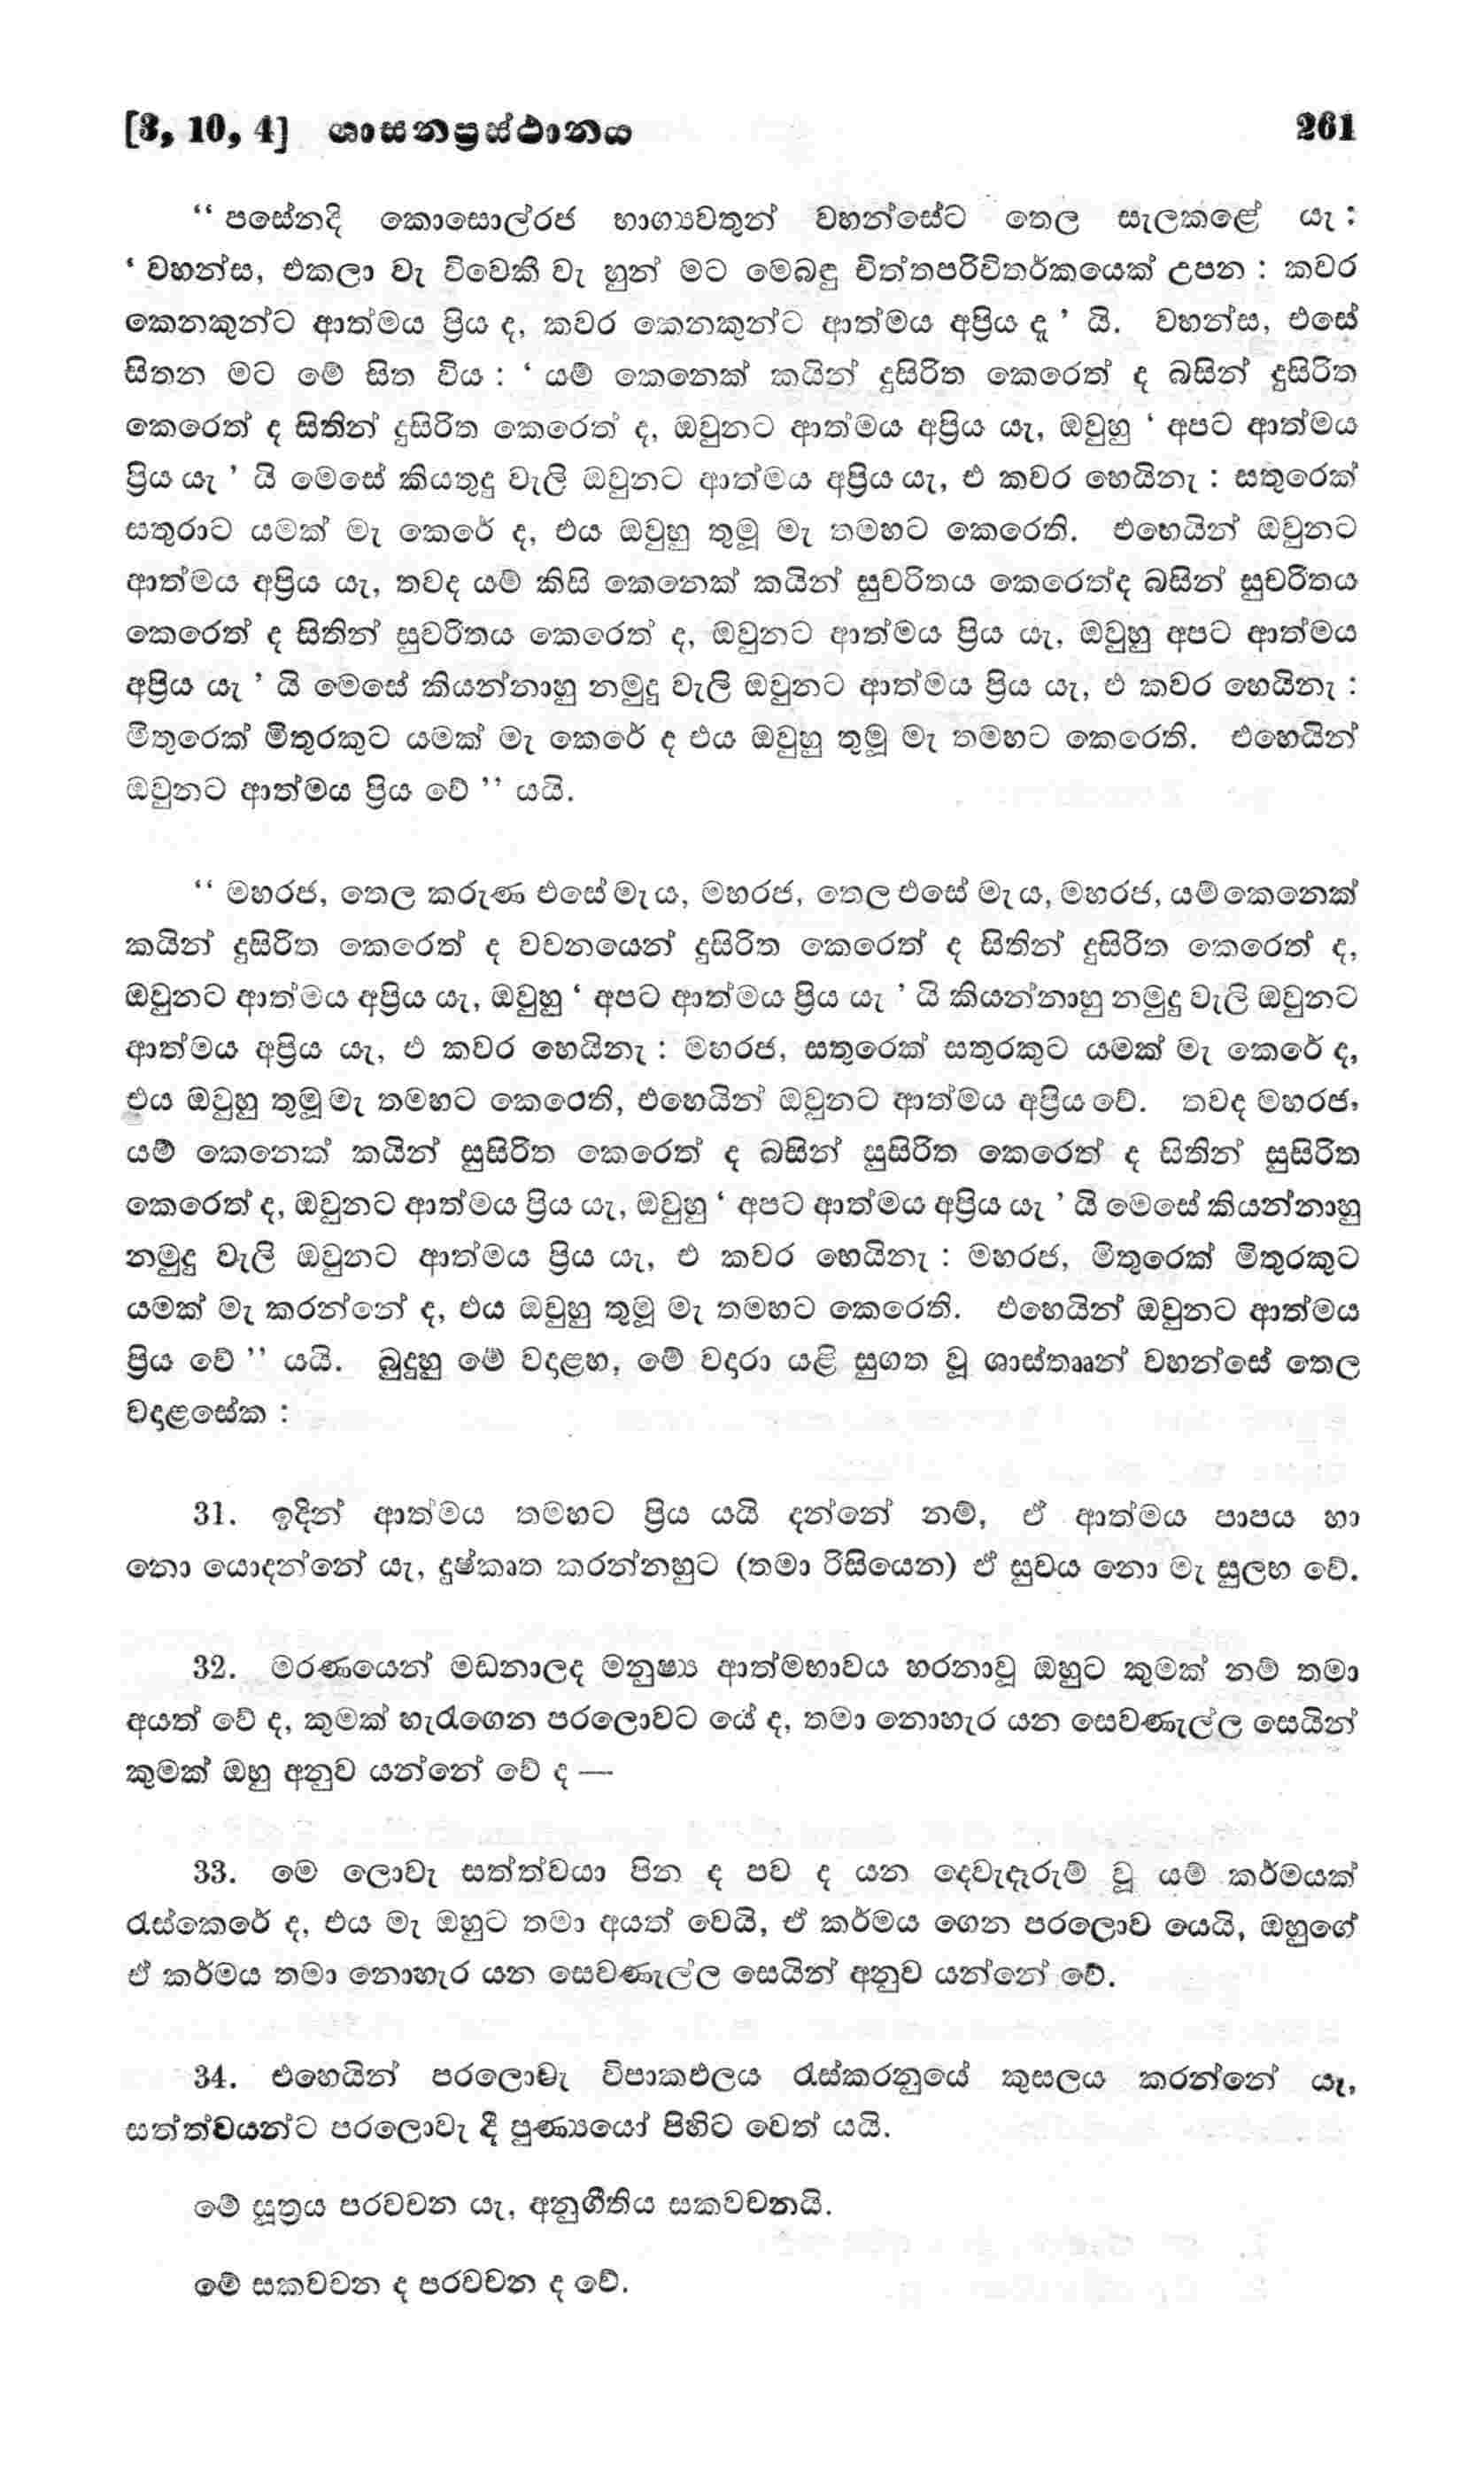 [3, 10, 4] ශාසනප්‍රස්ථානය 261
“ පසේනදි කොසොල්රජ භාග්‍යවතුන් වහන්සේට තෙල සැලකළේ යැ :
‘ වහන්ස, එකලා වැ විවෙකී වැ හුන් මට මෙබඳු චිත්තපරිවිතර්කයෙක් උපන : කවර
කෙනකුන්ට ආත්මය ප්‍රිය ද, කවර කෙනකුන්ට ආත්මය අප්‍රිය දැ ’ යි. වහන්ස, එසේ
සිතන මට මේ සිත විය : ‘ යම් කෙනෙක් කයින් දුසිරිත කෙරෙත් ද බසින් දුසිරිත
කෙරෙත් ද සිතින් දුසිරිත කෙරෙත් ද, ඔවුනට ආත්මය අප්‍රිය යැ, ඔවුහු ‘ අපට ආත්මය
ප්‍රිය යැ ’ යි මෙසේ කියතුදු වැලි ඔවුනට ආත්මය අප්‍රිය යැ, එ කවර හෙයිනැ : සතුරෙක්
සතුරාට යමක් මැ කෙරේ ද, එය ඔවුහු තුමූ මැ තමහට කෙරෙති. එහෙයින් ඔවුනට
ආත්මය අප්‍රිය යැ, තවද යම් කිසි කෙනෙක් කයින් සුචරිතය කෙරෙත්ද බසින් සුචරිතය
කෙරෙත් ද සිතින් සුචරිතය කෙරෙත් ද, ඔවුනට ආත්මය ප්‍රිය යැ, ඔවුහු අපට ආත්මය
අප්‍රිය යැ ’ යි මෙසේ කියන්නාහු නමුදු වැලි ඔවුනට ආත්මය ප්‍රිය යැ, එ කවර හෙයිනැ :
මිතුරෙක් මිතුරකුට යමක් මැ කෙරේ ද එය ඔවුහු තුමූ මැ තමහට කෙරෙති. එහෙයින්
ඔවුනට ආත්මය ප්‍රිය වේ ” යයි.
“ මහරජ, තෙල කරුණ එසේ මැ ය, මහරජ, තෙල එසේ මැ ය, මහරජ, යම් කෙනෙක්
කයින් දුසිරිත කෙරෙත් ද වචනයෙන් දුසිරිත කෙරෙත් ද සිතින් දුසිරිත කෙරෙත් ද,
ඔවුනට ආත්මය අප්‍රිය යැ, ඔවුහු ‘ අපට ආත්මය ප්‍රිය යැ ’ යි කියන්නාහු නමුදු වැලි ඔවුනට
ආත්මය අප්‍රිය යැ, එ කවර හෙයිනැ : මහරජ, සතුරෙක් සතුරකුට යමක් මැ කෙරේ ද,
එය ඔවුහු තුමූ මැ තමහට කෙරෙති, එහෙයින් ඔවුනට ආත්මය අප්‍රිය වේ. තවද මහරජ,
යම් කෙනෙක් කයින් සුසිරිත කෙරෙත් ද බසින් සුසිරිත කෙරෙත් ද සිතින් සුසිරිත
කෙරෙත් ද, ඔවුනට ආත්මය ප්‍රිය යැ, ඔවුහු ‘ අපට ආත්මය අප්‍රිය යැ ’ යි මෙසේ කියන්නාහු
නමුදු වැලි ඔවුනට ආත්මය ප්‍රිය යැ, එ කවර හෙයිනැ : මහරජ, මිතුරෙක් මිතුරකුට
යමක් මැ කරන්නේ ද, එය ඔවුහු තුමූ මැ තමහට කෙරෙති. එහෙයින් ඔවුනට ආත්මය
ප්‍රිය වේ ” යයි. බුදුහු මේ වදාළහ, මේ වදාරා යළි සුගත වූ ශාස්තෲන් වහන්සේ තෙල
වදාළසේක :
31. ඉදින් ආත්මය තමහට ප්‍රිය යයි දන්නේ නම්, ඒ ආත්මය පාපය හා
නො යොදන්නේ යැ, දුෂ්කෘත කරන්නහුට (තමා රිසියෙන) ඒ සුවය නො මැ සුලභ වේ.
32. මරණයෙන් මඩනාලද මනුෂ්‍ය ආත්මභාවය හරනාවූ ඔහුට කුමක් නම් තමා
අයත් වේ ද, කුමක් හැරැගෙන පරලොවට යේ ද, තමා නොහැර යන සෙවණැල්ල සෙයින්
කුමක් ඔහු අනුව යන්නේ වේ ද —
33. මෙ ලොවැ සත්ත්වයා පින ද පව ද යන දෙවැදෑරුම් වූ යම් කර්මයක්
රැස්කෙරේ ද, එය මැ ඔහුට තමා අයත් වෙයි, ඒ කර්මය ගෙන පරලොව යෙයි, ඔහුගේ
ඒ කර්මය තමා නොහැර යන සෙවණැල්ල සෙයින් අනුව යන්නේ වේ.
34. එහෙයින් පරලොවැ විපාකඵලය රැස්කරනුයේ කුසලය කරන්නේ යැ,
සත්ත්වයන්ට පරලොවැ දී පුණ්‍යයෝ පිහිට වෙත් යයි.
මේ සූත්‍රය පරවචන යැ, අනුගීතිය සකවචනයි.
මේ සකවචන ද පරවචන ද වේ.